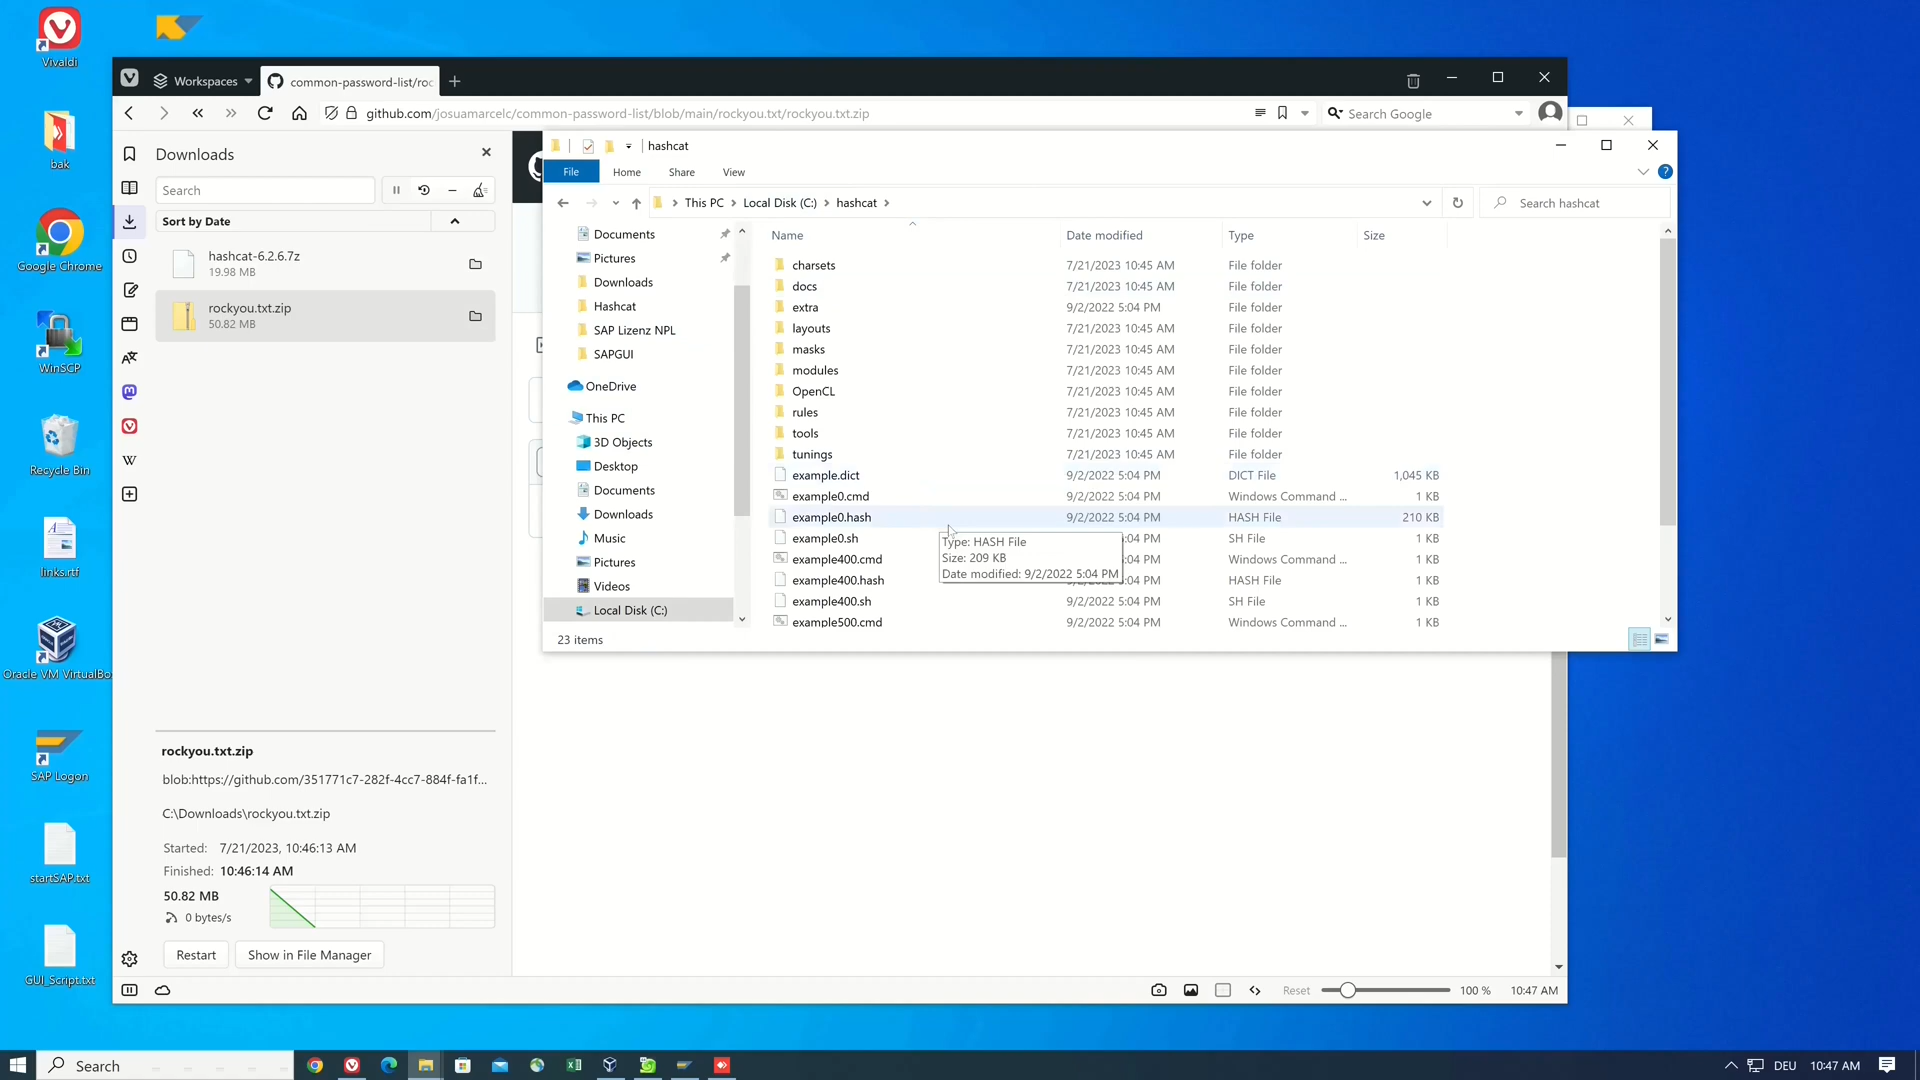 Vivaldi
bak
Google Chrome
WinSCP
Recycle Bin
links.rtf
Oracle VM VirtualBo
SAP Logon
startSAP.txt
GUI_Script.txt
Workspaces
common-password-list/roc
github.com/josuamarcelc/common-password-list/blob/main/rockyou.txt/rockyou.txt.zip
Search Google
Downloads
Search
Sort by Date
hashcat-6.2.6.7z
19.98 MB
rockyou.txt.zip
50.82 MB
rockyou.txt.zip
blob:https://github.com/351771c7-282f-4cc7-884f-fa1f...
C:\Downloads\rockyou.txt.zip
Started: 7/21/2023, 10:46:13 AM
Finished: 10:46:14 AM
50.82 MB
0 bytes/s
Restart
Show in File Manager
hashcat
File
Home
Share
View
This PC
Local Disk (C:)
hashcat
Search hashcat
Documents
Pictures
Downloads
Hashcat
SAP Lizenz NPL
SAPGUI
OneDrive
This PC
3D Objects
Desktop
Documents
Downloads
Music
Pictures
Videos
Local Disk (C:)
Name Date modified Type Size
charsets 7/21/2023 10:45 AM File folder
docs 7/21/2023 10:45 AM File folder
extra 9/2/2022 5:04 PM File folder
layouts 7/21/2023 10:45 AM File folder
masks 7/21/2023 10:45 AM File folder
modules 7/21/2023 10:45 AM File folder
OpenCL 7/21/2023 10:45 AM File folder
rules 7/21/2023 10:45 AM File folder
tools 7/21/2023 10:45 AM File folder
tunings 7/21/2023 10:45 AM File folder
example.dict 9/2/2022 5:04 PM DICT File 1,045 KB
example0.cmd 9/2/2022 5:04 PM Windows Command ... 1 KB
example0.hash 9/2/2022 5:04 PM HASH File 210 KB
example0.sh :04 PM SH File 1 KB
example400.cmd :04 PM Windows Command ... 1 KB
example400.hash HASH File 1 KB
example400.sh 9/2/2022 5:04 PM SH File 1 KB
example500.cmd 9/2/2022 5:04 PM Windows Command ... 1 KB
Type: HASH File
Size: 209 KB
Date modified: 9/2/2022 5:04 PM
23 items
Reset
100 %
10:47 AM
Search
DEU
10:47 AM